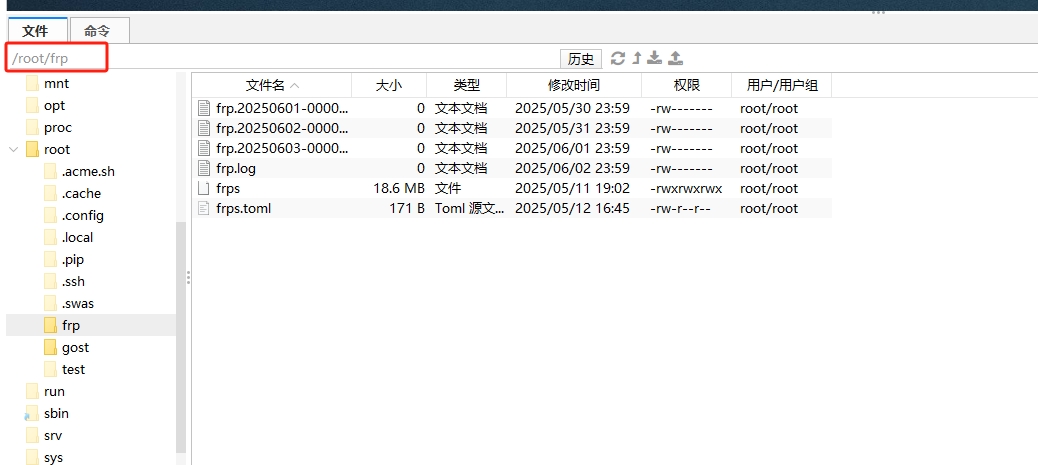 文件 命令
/root/frp 历史
文件名 大小 类型 修改时间 权限 用户/用户组
mnt
opt
proc
root
.acme.sh
.cache
.config
.local
.pip
.ssh
.swas
frp
gost
test
run
sbin
srv
sys
frp.20250601-0000... 0 文本文档 2025/05/30 23:59 -rw------- root/root
frp.20250602-0000... 0 文本文档 2025/05/31 23:59 -rw------- root/root
frp.20250603-0000... 0 文本文档 2025/06/01 23:59 -rw------- root/root
frp.log 0 文本文档 2025/06/02 23:59 -rw------- root/root
frps 18.6 MB 文件 2025/05/11 19:02 -rwxrwxrwx root/root
frps.toml 171 B Toml 源文... 2025/05/12 16:45 -rw-r--r-- root/root